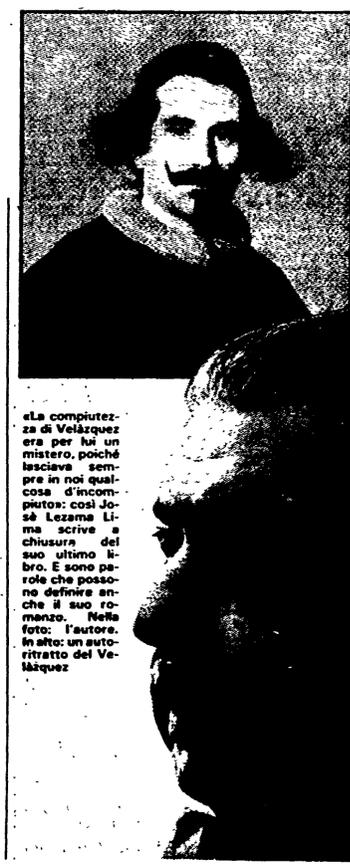 «La compiutez-
za di Velàzquez
era per lui un
mistero, poiché
lasciava sem-
pre in noi qual-
cosa d'incom-
piuto»: così Jo-
sè Lezama Li-
ma scrive a
chiusura del
suo ultimo li-
bro. E sono pa-
role che posso-
no definire an-
che il suo ro-
manzo. Nella
foto: l'autore.
In alto: un auto-
ritratto del Ve-
làzquez